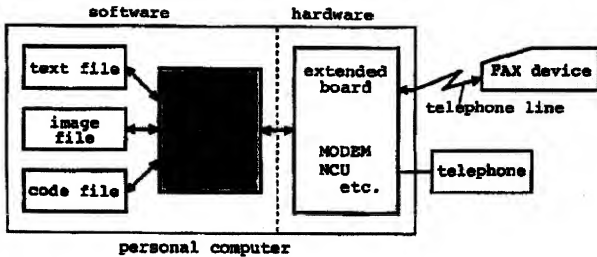 software
hardware
text file
image
file
code file
extended
board
MODEM
NCU
etc.
FAX device
telephone line
telephone
personal computer